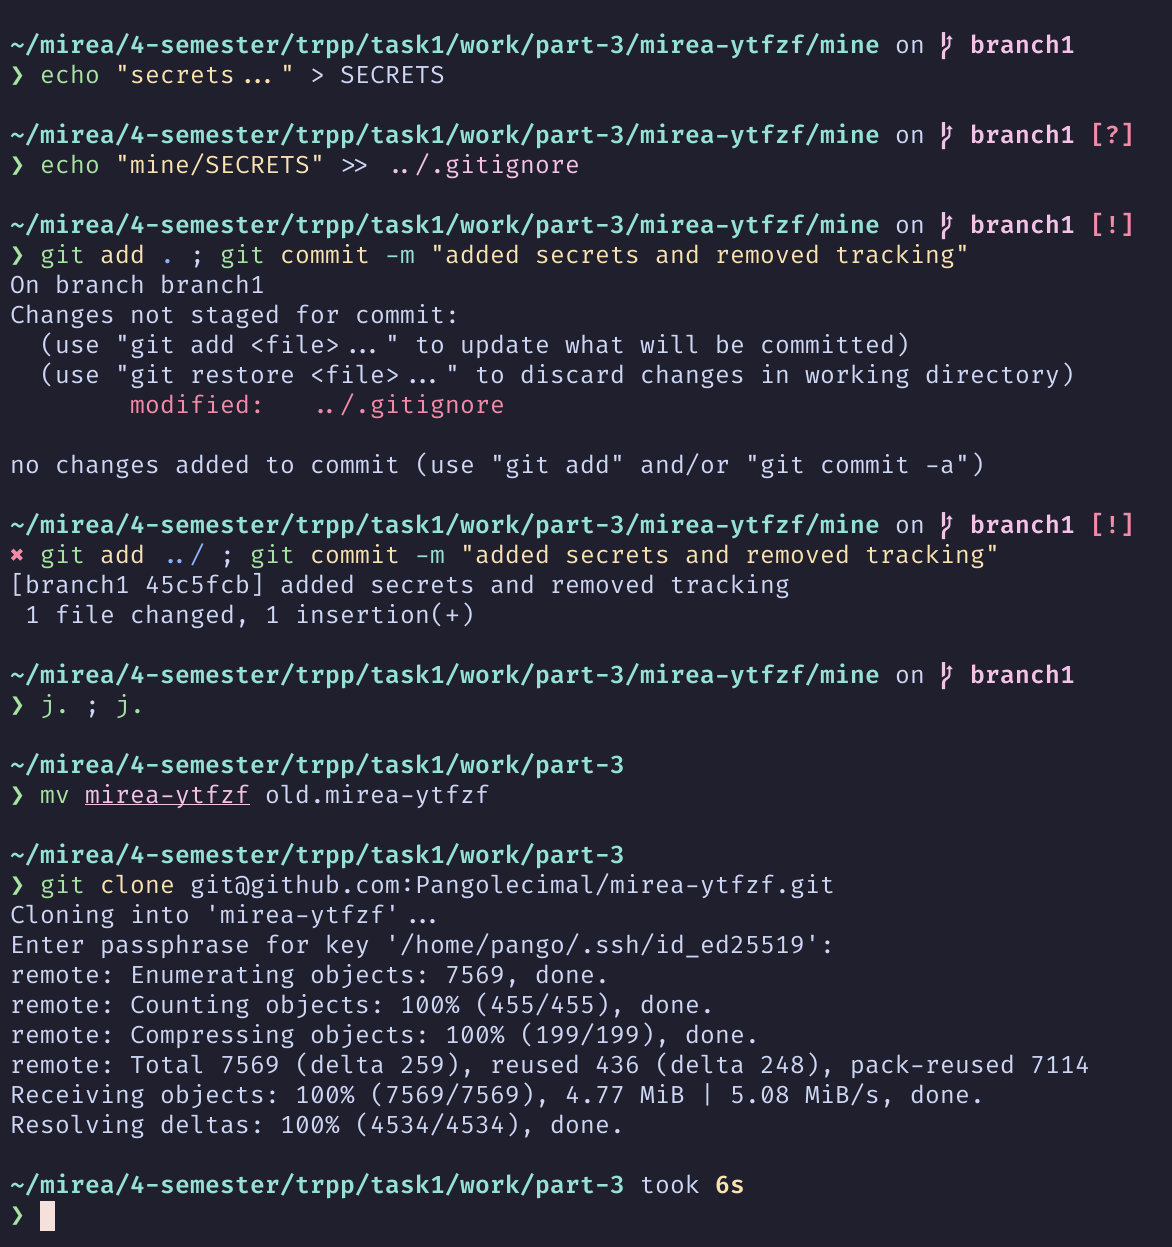 ~/mirea/4-semester/trpp/task1/work/part-3/mirea-ytfzf/mine on branch1
❯ echo "secrets..." > SECRETS
~/mirea/4-semester/trpp/task1/work/part-3/mirea-ytfzf/mine on branch1 [?]
❯ echo "mine/SECRETS" >> ../.gitignore
~/mirea/4-semester/trpp/task1/work/part-3/mirea-ytfzf/mine on branch1 [!]
❯ git add . ; git commit -m "added secrets and removed tracking"
On branch branch1
Changes not staged for commit:
  (use "git add <file>..." to update what will be committed)
  (use "git restore <file>..." to discard changes in working directory)
        modified:   ../.gitignore
no changes added to commit (use "git add" and/or "git commit -a")
~/mirea/4-semester/trpp/task1/work/part-3/mirea-ytfzf/mine on branch1 [!]
✖ git add ../ ; git commit -m "added secrets and removed tracking"
[branch1 45c5fcb] added secrets and removed tracking
 1 file changed, 1 insertion(+)
~/mirea/4-semester/trpp/task1/work/part-3/mirea-ytfzf/mine on branch1
❯ j. ; j.
~/mirea/4-semester/trpp/task1/work/part-3
❯ mv mirea-ytfzf old.mirea-ytfzf
~/mirea/4-semester/trpp/task1/work/part-3
❯ git clone git@github.com:Pangolecimal/mirea-ytfzf.git
Cloning into 'mirea-ytfzf'...
Enter passphrase for key '/home/pango/.ssh/id_ed25519':
remote: Enumerating objects: 7569, done.
remote: Counting objects: 100% (455/455), done.
remote: Compressing objects: 100% (199/199), done.
remote: Total 7569 (delta 259), reused 436 (delta 248), pack-reused 7114
Receiving objects: 100% (7569/7569), 4.77 MiB | 5.08 MiB/s, done.
Resolving deltas: 100% (4534/4534), done.
~/mirea/4-semester/trpp/task1/work/part-3 took 6s
❯